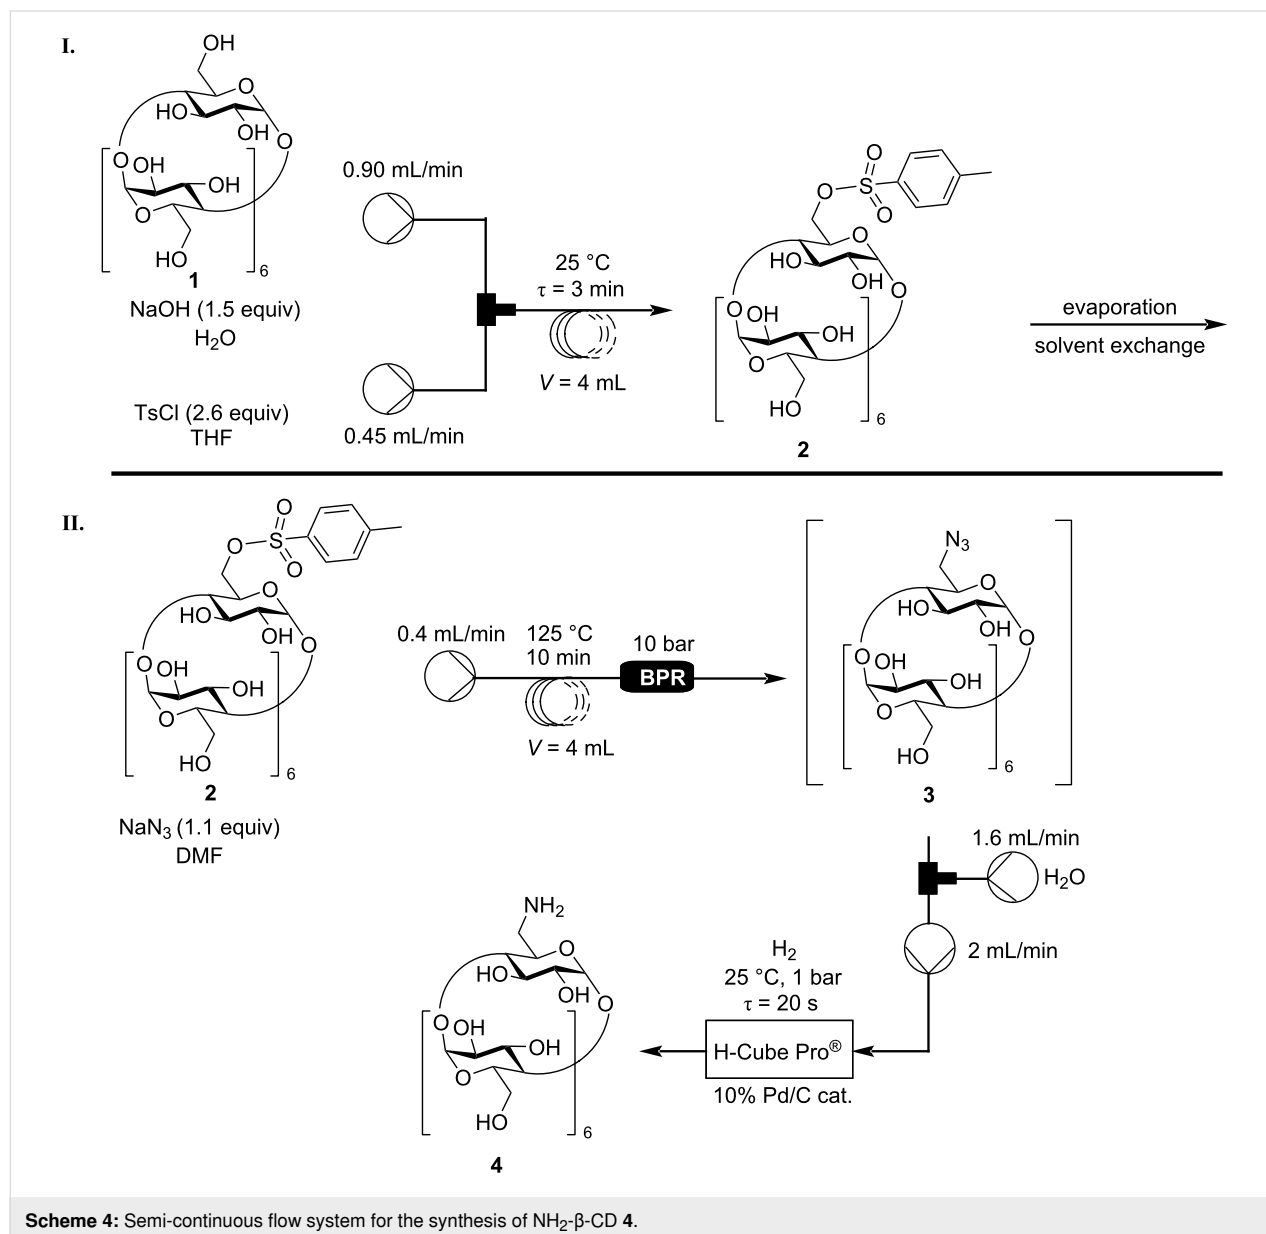 I.
OH
O
HO
OH
O
O
OH
OH
O
HO
6
1
NaOH (1.5 equiv)
H2O
TsCl (2.6 equiv)
THF
0.90 mL/min
0.45 mL/min
25 °C
τ = 3 min
V = 4 mL
O
O
S
O
O
HO
OH
O
O
OH
OH
O
HO
6
2
evaporation
solvent exchange
II.
O
O
S
O
O
HO
OH
O
O
OH
OH
O
HO
6
2
NaN3 (1.1 equiv)
DMF
0.4 mL/min
125 °C
10 min
V = 4 mL
10 bar
BPR
N3
O
HO
OH
O
O
OH
OH
O
HO
6
3
1.6 mL/min
H2O
2 mL/min
H2
25 °C, 1 bar
τ = 20 s
H-Cube Pro®
10% Pd/C cat.
NH2
O
HO
OH
O
O
OH
OH
O
HO
6
4
Scheme 4: Semi-continuous flow system for the synthesis of NH2-β-CD 4.